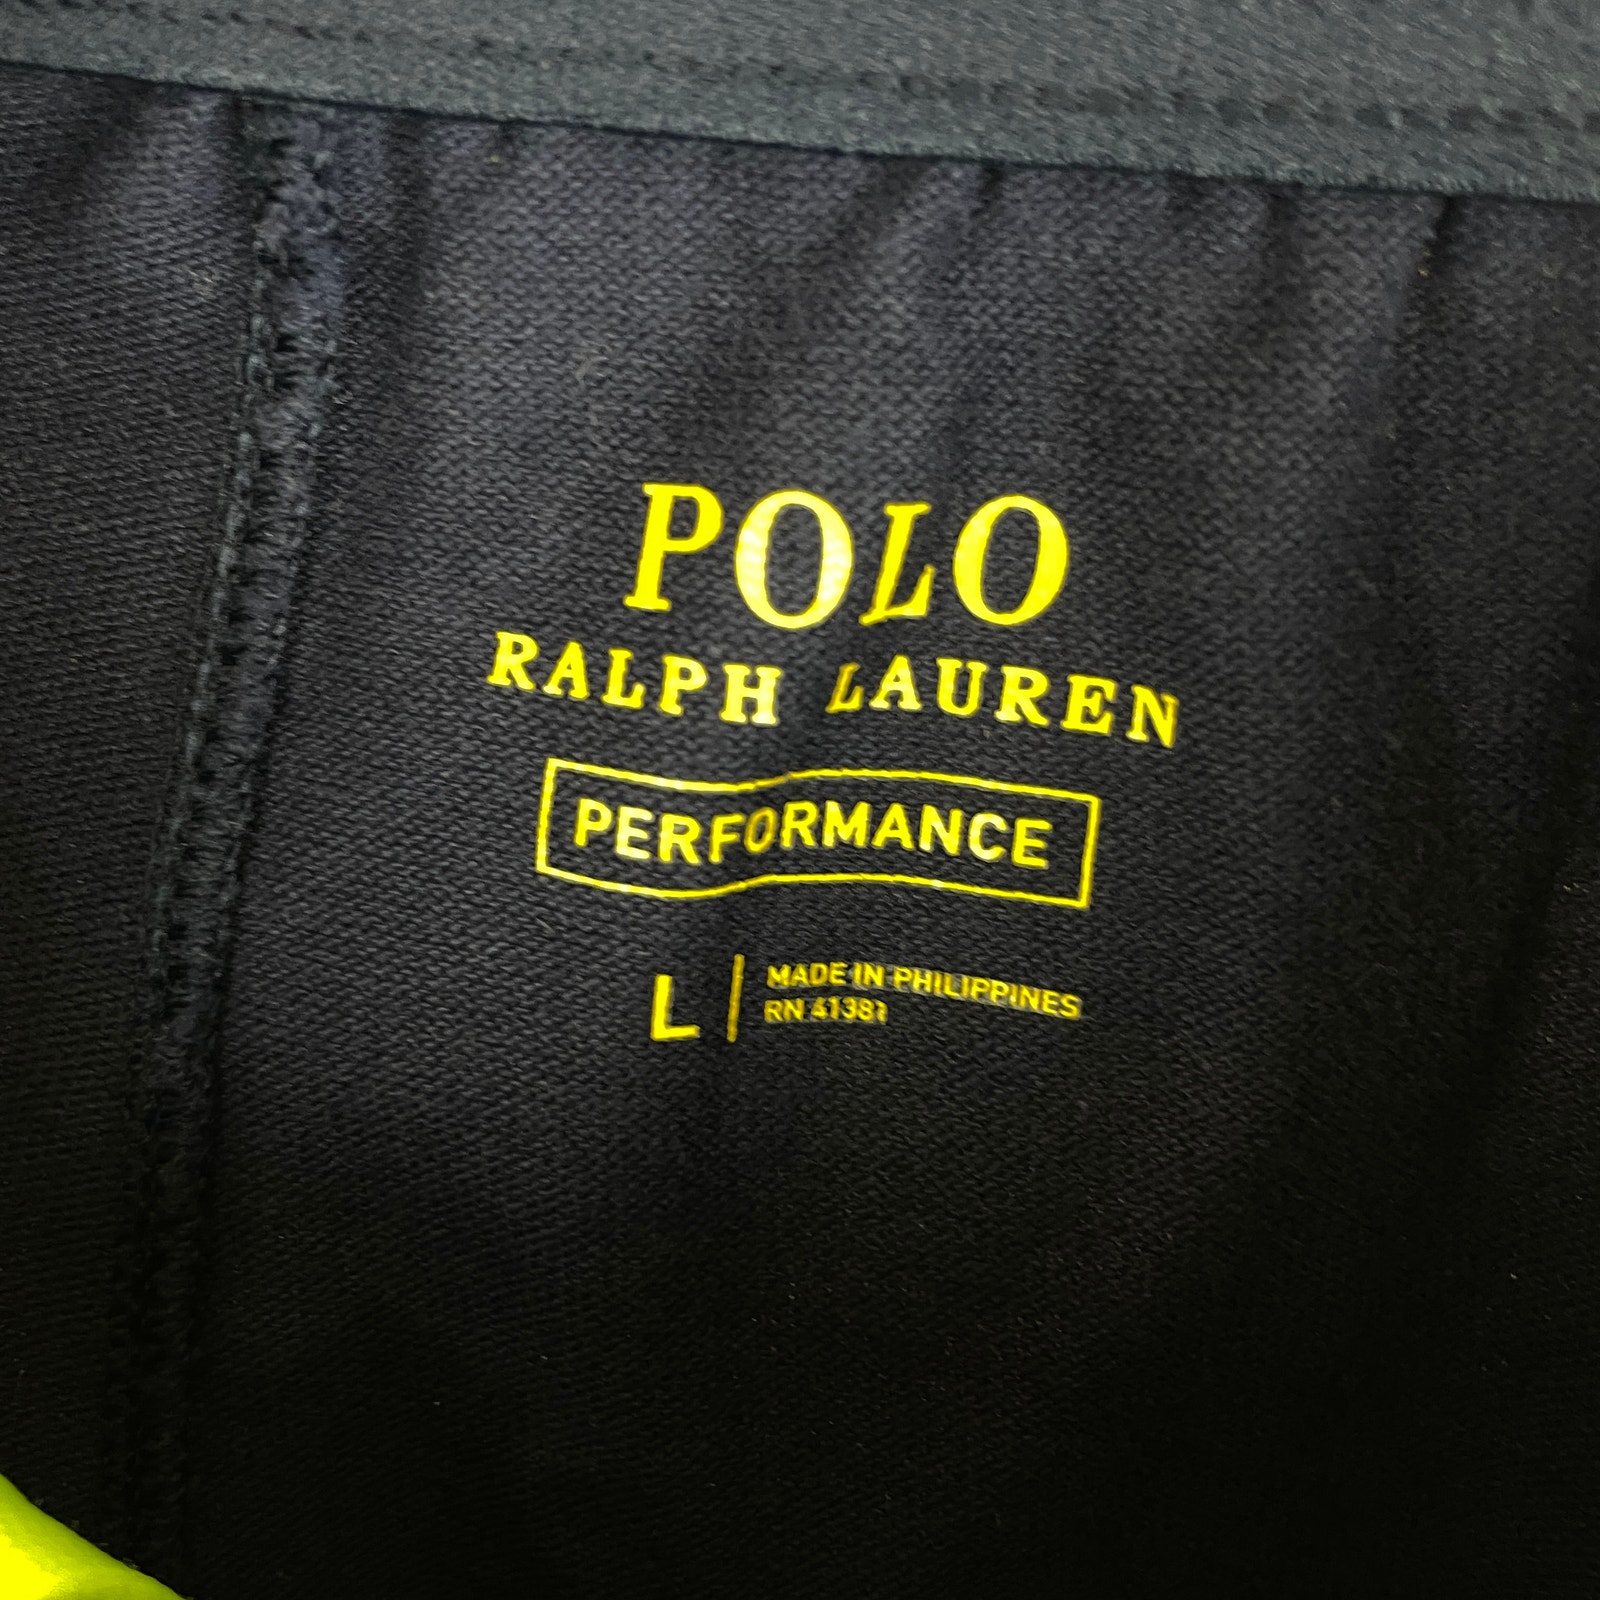 POLO
RALPH LAUREN
PERFORMANCE
L
MADE IN PHILIPPINES
RN 41381